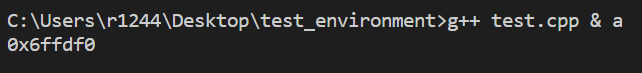 C:\Users\r1244\Desktop\test_environment>g++ test.cpp & a
0x6ffdf0